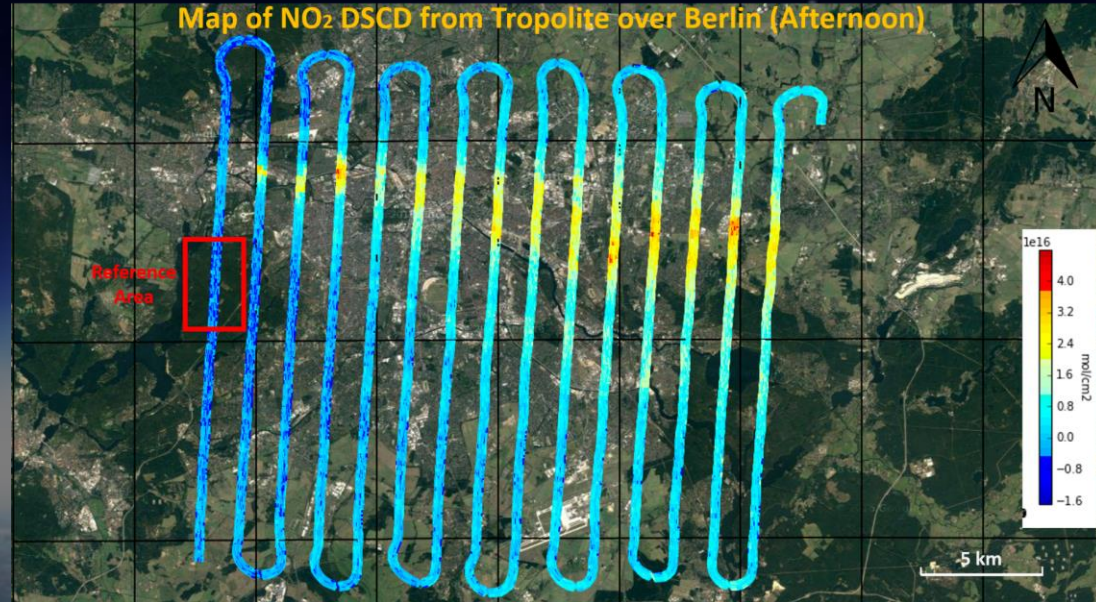 Map of NO₂ DSCD from Tropolite over Berlin (Afternoon)
N
Reference
Area
1e16
4.0
3.2
2.4
1.6
0.8
0.0
−0.8
−1.6
mol/cm2
5 km